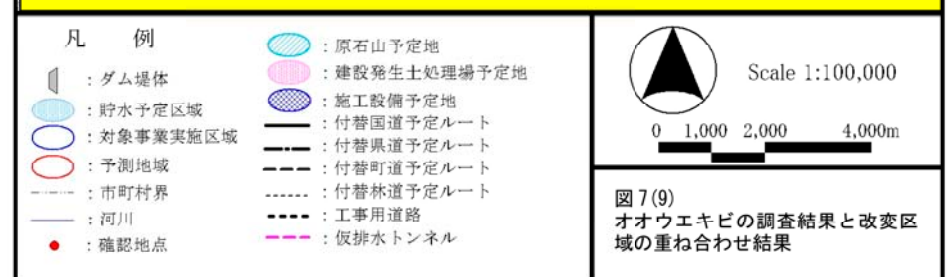 凡 例
：ダム堤体
：貯水予定区域
：対象事業実施区域
：予測地域
：市町村界
：河川
：確認地点
：原石山予定地
：建設発生土処理場予定地
：施工設備予定地
：付替国道予定ルート
：付替県道予定ルート
：付替町道予定ルート
：付替林道予定ルート
：工事用道路
：仮排水トンネル
Scale 1:100,000
0 1,000 2,000 4,000m
図7(9)
オオウエキビの調査結果と改変区
域の重ね合わせ結果